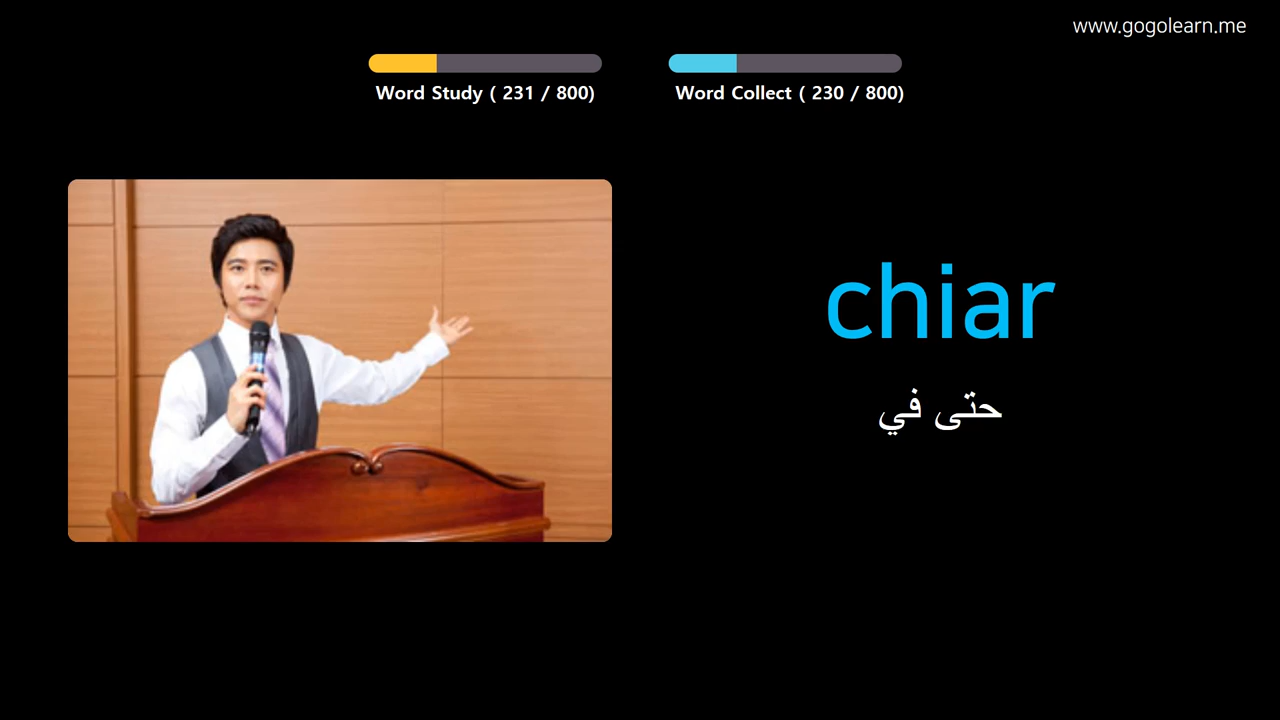 www.gogolearn.me
Word Study ( 231 / 800)
Word Collect ( 230 / 800)
chiar
حتى في